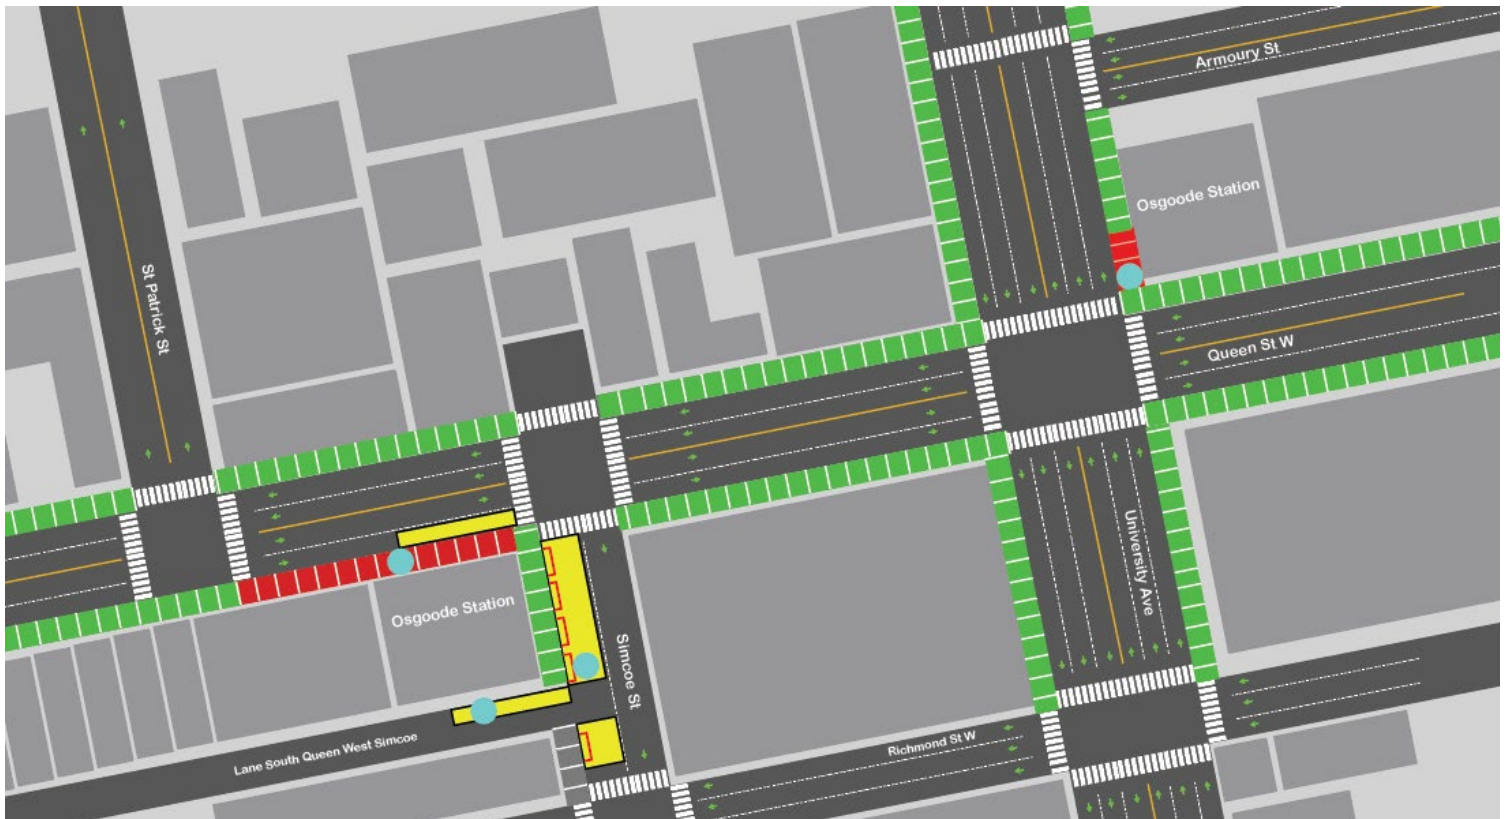 Armoury St
Osgoode Station
St Patrick St
Queen St W
University Ave
Osgoode Station
Simcoe St
Richmond St W
Lane South Queen West Simcoe